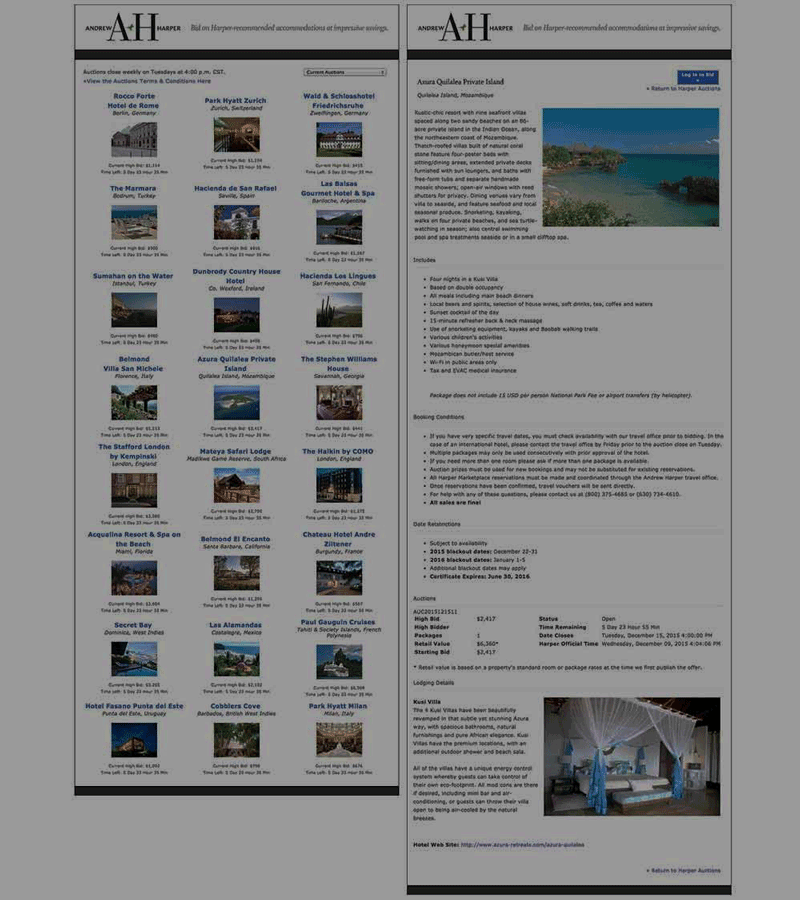 ANDREW AH HARPER Bid on Harper-recommended accommodations at impressive savings.
Auctions close weekly on Tuesdays at 4:00 p.m. CST.
Current Auctions
»View the Auctions Terms & Conditions Here
Rocco Forte
Hotel de Rome
Berlin, Germany
Park Hyatt Zurich
Zurich, Switzerland
Wald & Schlosshotel
Friedrichsruhe
Zweiflingen, Germany
The Marmara
Bodrum, Turkey
Hacienda de San Rafael
Seville, Spain
Las Balsas
Gourmet Hotel & Spa
Bariloche, Argentina
Sumahan on the Water
Istanbul, Turkey
Dunbrody Country House
Hotel
Co. Wexford, Ireland
Hacienda Los Lingues
San Fernando, Chile
Belmond
Villa San Michele
Florence, Italy
Azura Quilalea Private
Island
Quilalea Island, Mozambique
The Stephen Williams
House
Savannah, Georgia
The Stafford London
by Kempinski
London, England
Mateya Safari Lodge
Madikwe Game Reserve, South Africa
The Halkin by COMO
London, England
Acqualina Resort & Spa on
the Beach
Miami, Florida
Belmond El Encanto
Santa Barbara, California
Chateau Hotel Andre
Ziltener
Burgundy, France
Secret Bay
Dominica, West Indies
Las Alamandas
Costalegre, Mexico
Paul Gauguin Cruises
Tahiti & Society Islands, French
Polynesia
Hotel Fasano Punta del Este
Punta del Este, Uruguay
Cobblers Cove
Barbados, British West Indies
Park Hyatt Milan
Milan, Italy
ANDREW AH HARPER Bid on Harper-recommended accommodations at impressive savings.
Azura Quilalea Private Island
Log in to Bid
»
» Return to Harper Auctions
Quilalea Island, Mozambique
Rustic-chic resort with nine seafront villas
spaced along two sandy beaches on an 86-
acre private island in the Indian Ocean, along
the northeastern coast of Mozambique.
Thatch-roofed villas built of natural coral
stone feature four-poster beds with
sitting/dining areas, extended private decks
furnished with sun loungers, and baths with
free-form tubs and separate handmade
mosaic showers; open-air windows with reed
shutters for privacy. Dining venues vary from
villa to seaside, and feature seafood and local
seasonal produce. Snorkeling, kayaking,
walks on four private beaches, and sea turtle-
watching in season; also central swimming
pool and spa treatments seaside or in a small clifftop spa.
Includes
Four nights in a Kusi Villa
Based on double occupancy
All meals including main beach dinners
Local beers and spirits, selection of house wines, soft drinks, tea, coffee and waters
Sunset cocktail of the day
15-minute refresher back & neck massage
Use of snorkeling equipment, kayaks and Baobab walking trails
Various children's activities
Various honeymoon special amenities
Mozambican butler/host service
Wi-Fi in public areas only
Tax and EVAC medical insurance
Package does not include 15 USD per person National Park Fee or airport transfers (by helicopter).
Booking Conditions
If you have very specific travel dates, you must check availability with our travel office prior to bidding. In the
case of an international hotel, please contact the travel office by Friday prior to the auction close on Tuesday.
Multiple packages may only be used consecutively with prior approval of the hotel.
If you need more than one room please ask if more than one package is available.
Auction prizes must be used for new bookings and may not be substituted for existing reservations.
All Harper Marketplace reservations must be made and coordinated through the Andrew Harper travel office.
Once reservations have been confirmed, travel vouchers will be sent directly.
For help with any of these questions, please contact us at (800) 375-4685 or (630) 734-4610.
All sales are final
Date Restrictions
Subject to availability
2015 blackout dates: December 22-31
2016 blackout dates: January 1-5
Additional blackout dates may apply
Certificate Expires: June 30, 2016
Auctions
AUC2015121511
High Bid $2,417 Status Open
High Bidder Time Remaining 5 Day 23 Hour 55 Min
Packages 1 Date Closes Tuesday, December 15, 2015 4:00:00 PM
Retail Value $6,360* Harper Official Time Wednesday, December 09, 2015 4:04:06 PM
Starting Bid $2,417
* Retail value is based on a property's standard room or package rates at the time we first publish the offer.
Lodging Details
Kusi Villa
The 6 Kusi Villas have been beautifully
revamped in that subtle yet stunning Azura
way, with spacious bathrooms, natural
furnishings and pure African elegance. Kusi
Villas have the premium locations, with an
additional outdoor shower and beach sala.
All of the villas have a unique energy control
system whereby guests can take control of
their own eco-footprint. All mod cons are there
if desired, including mini bar and air-
conditioning, or guests can throw their villa
open to being air-cooled by the natural
breezes.
Hotel Web Site: http://www.azura-retreats.com/azura-quilalea
» Return to Harper Auctions